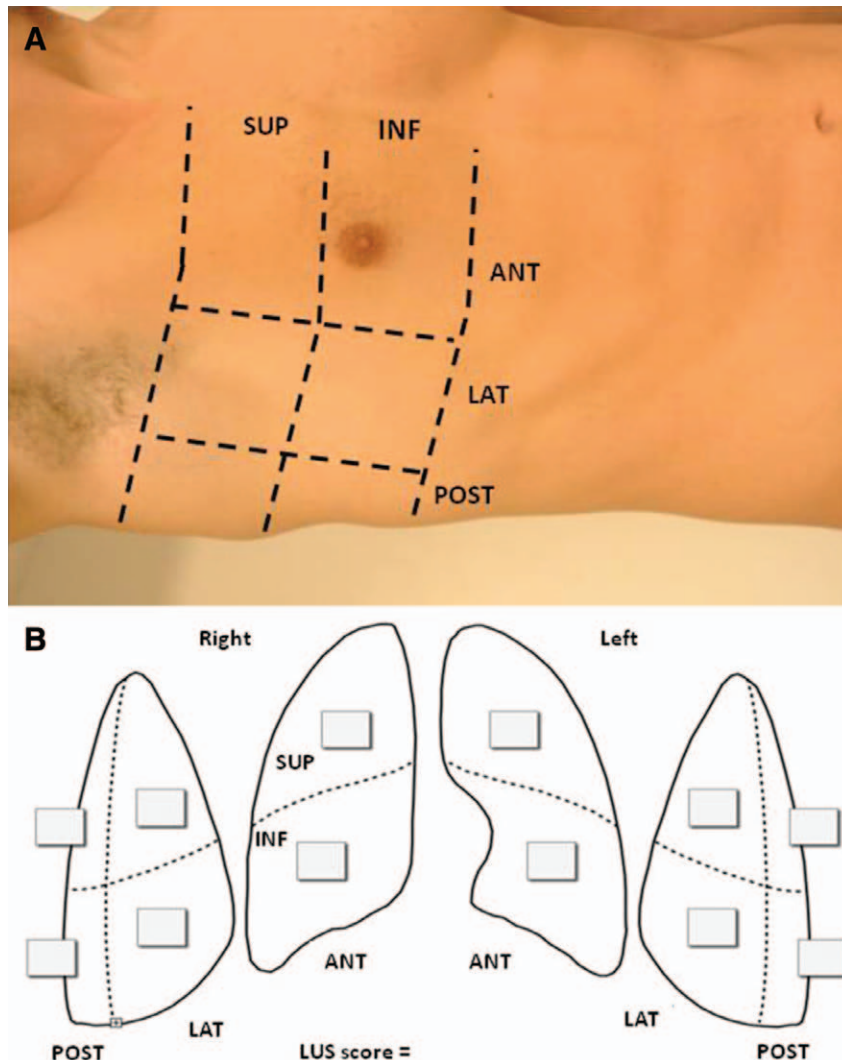 A
SUP INF
ANT
LAT
POST
B
Right Left
SUP
INF
ANT ANT
LAT LAT
POST LUS score = POST